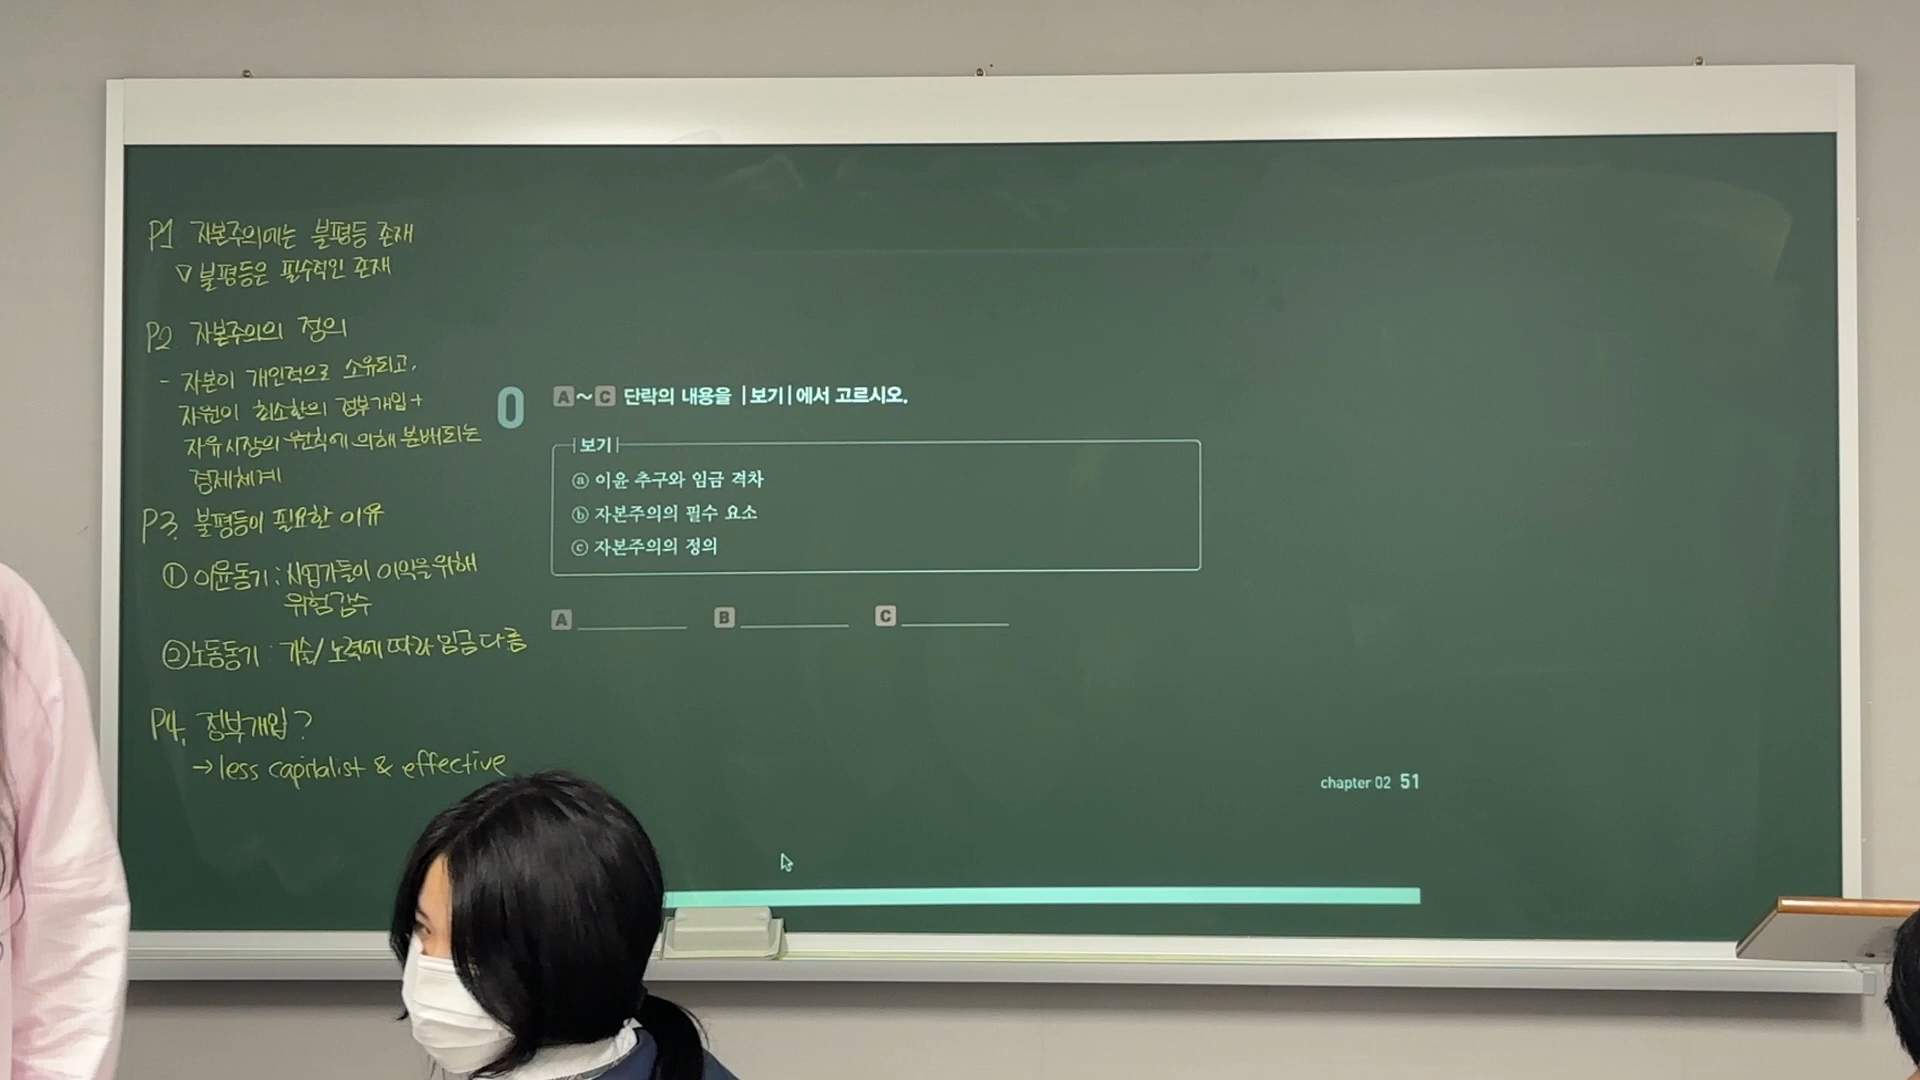 P1 자본주의에는 불평등 존재
▽ 불평등은 필수적인 존재
P2 자본주의의 정의
- 자본이 개인적으로 소유되고,
자원이 최소한의 정부개입+
자유시장의 원칙에 의해 분배되는
경제체계
P3. 불평등이 필요한 이유
① 이윤동기 : 사업가들이 이익을 위해
위험감수
②노동동기 : 기술/노력에 따라 임금 다름
P4. 정부개입?
→ less capitalist & effective
0 A~C 단락의 내용을 |보기|에서 고르시오.
|보기|
ⓐ 이윤 추구와 임금 격차
ⓑ 자본주의의 필수 요소
ⓒ 자본주의의 정의
A ________ B ________ C ________
chapter 02 51